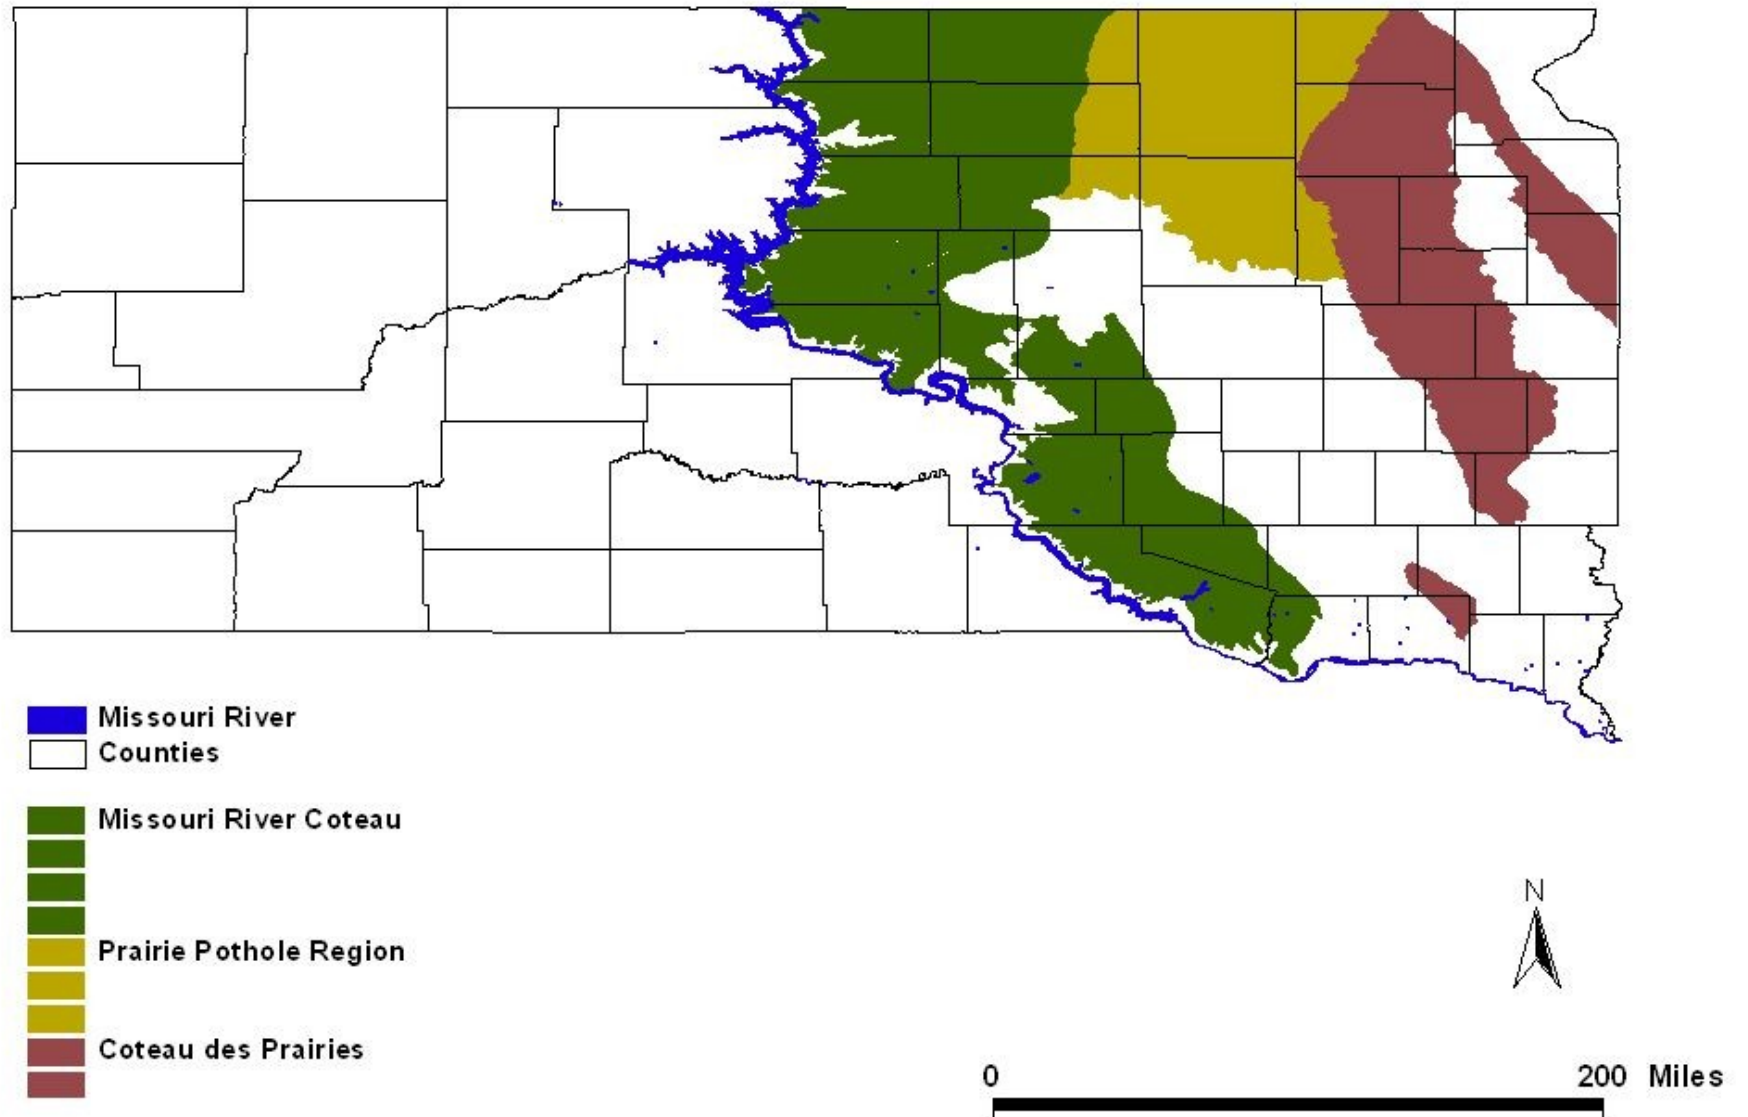 Missouri River
Counties
Missouri River Coteau
Prairie Pothole Region
Coteau des Prairies
N
0 200 Miles